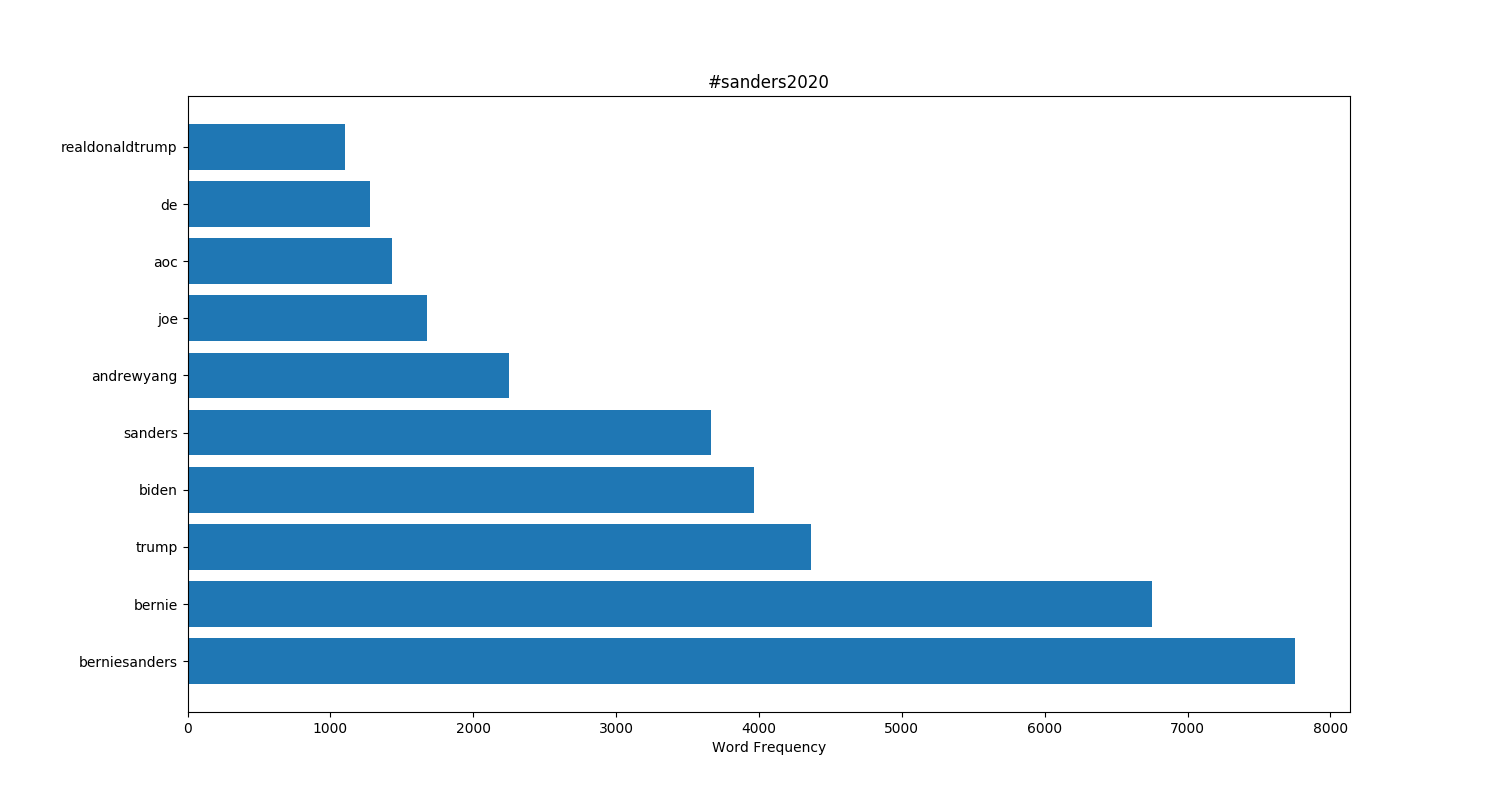 #sanders2020
realdonaldtrump
de
aoc
joe
andrewyang
sanders
biden
trump
bernie
berniesanders
0 1000 2000 3000 4000 5000 6000 7000 8000
Word Frequency